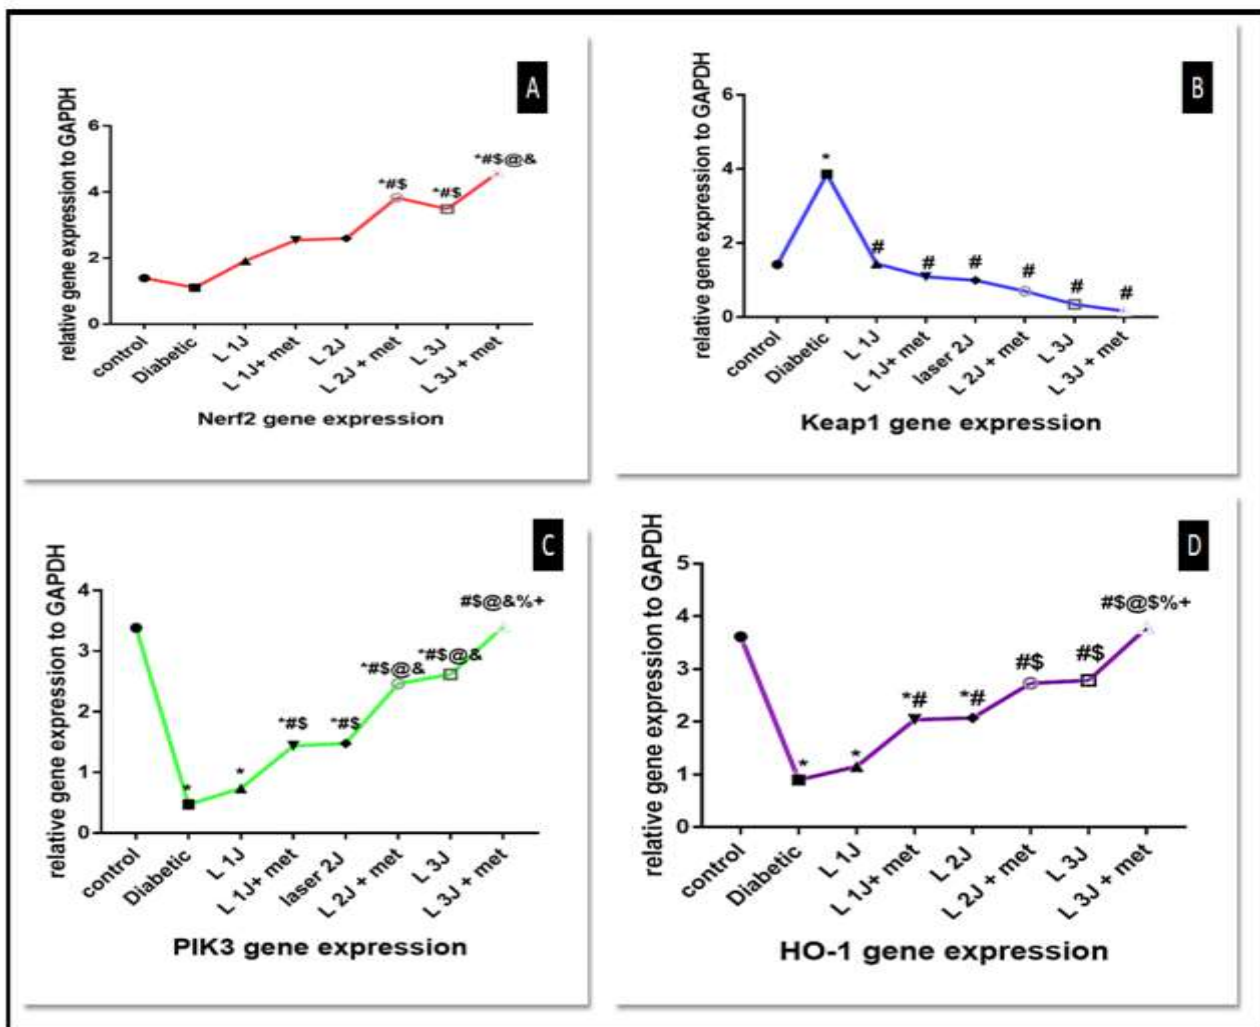 A
relative gene expression to GAPDH
6
4
2
0
*#$
*#$
*#$@&
control
Diabetic
L 1J
L 1J+ met
L 2J
L 2J + met
L 3J
L 3J + met
Nerf2 gene expression
B
relative gene expression to GAPDH
6
4
2
0
*
#
#
#
#
#
#
control
Diabetic
L 1J
L 1J+ met
laser 2J
L 2J + met
L 3J
L 3J + met
Keap1 gene expression
C
relative gene expression to GAPDH
4
3
2
1
0
*
*
*#$
*#$
*#$@&
*#$@&
#$@&%+
control
Diabetic
L 1J
L 1J+ met
laser 2J
L 2J + met
L 3J
L 3J + met
PIK3 gene expression
D
relative gene expression to GAPDH
5
4
3
2
1
0
*
*
*#
*#
#$
#$
#$@$%+
control
Diabetic
L 1J
L 1J+ met
L 2J
L 2J + met
L 3J
L 3J + met
HO-1 gene expression